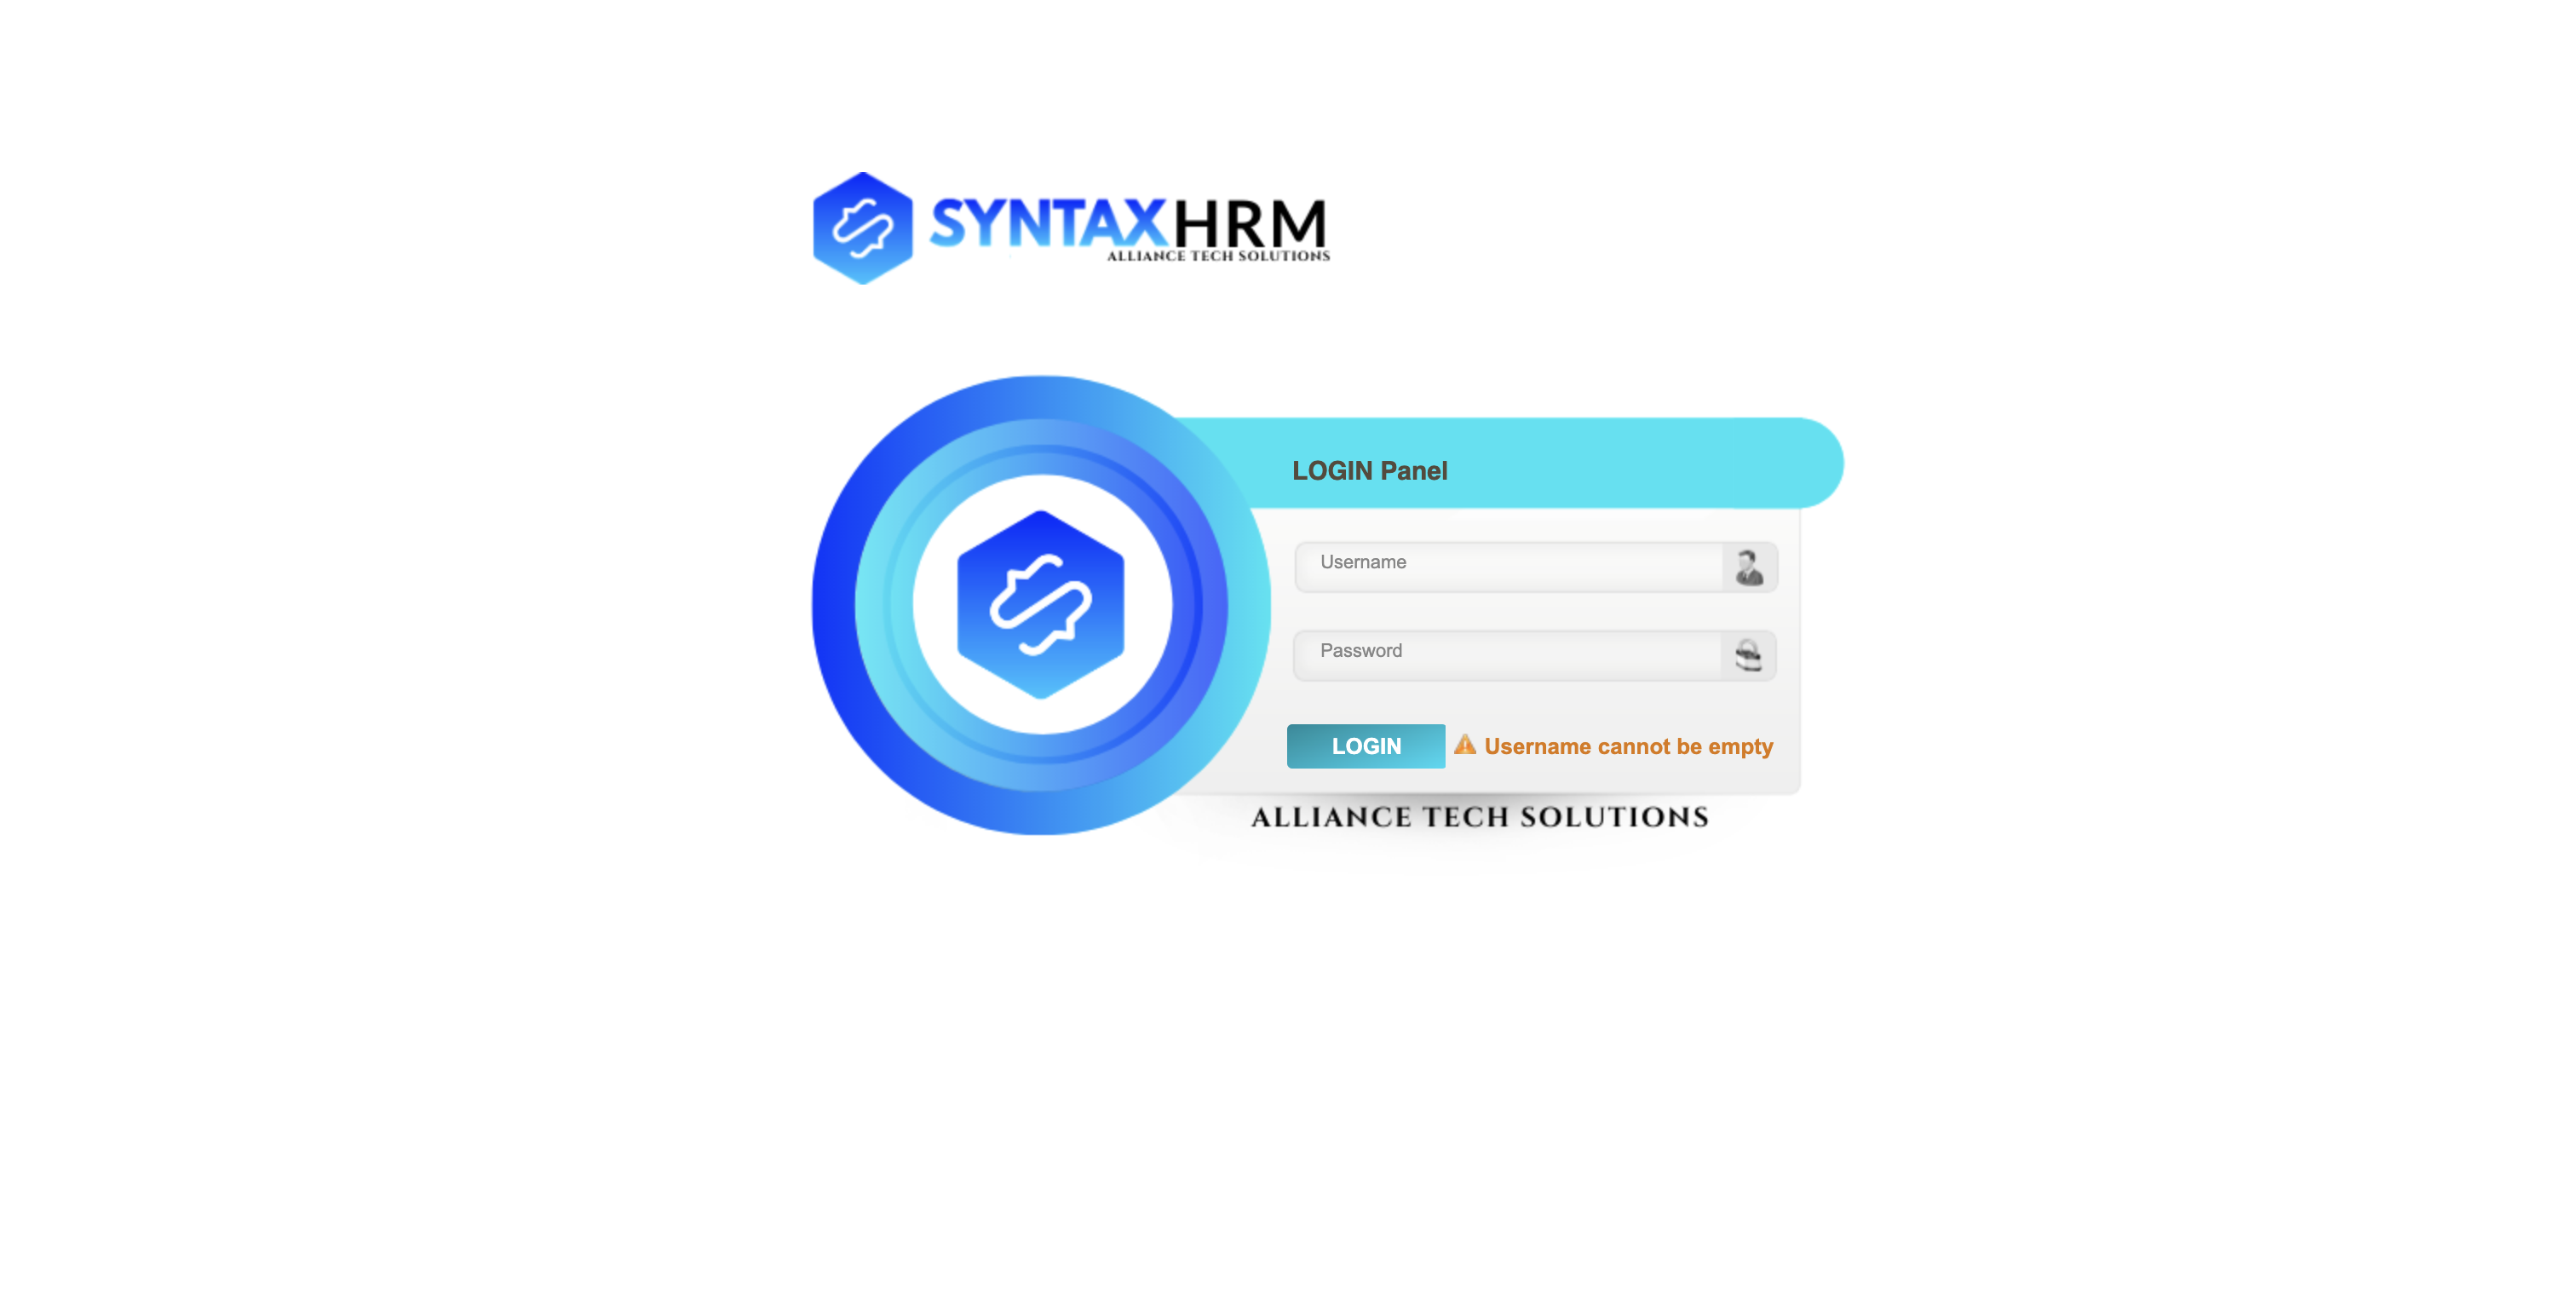 SYNTAXHRM
ALLIANCE TECH SOLUTIONS
LOGIN Panel
Username
Password
LOGIN Username cannot be empty
ALLIANCE TECH SOLUTIONS